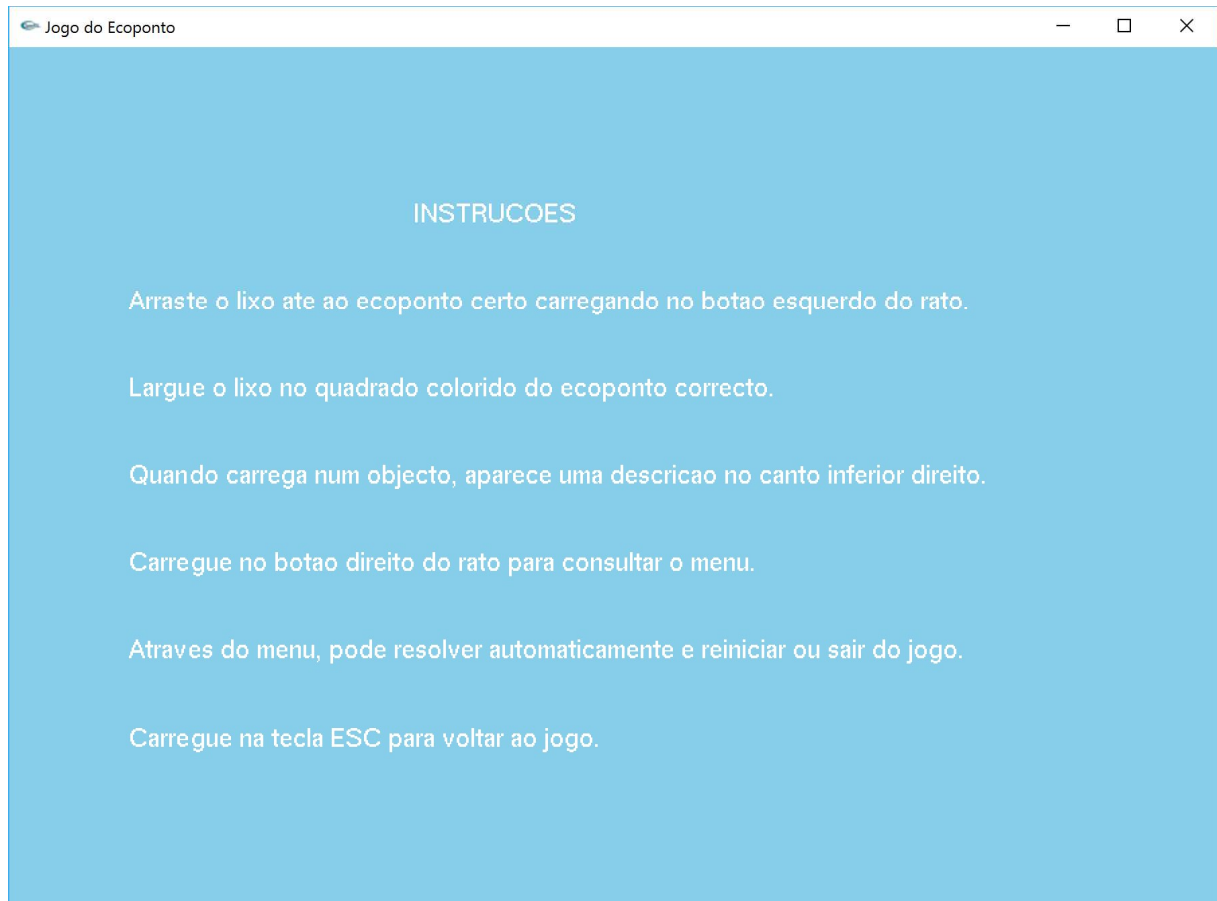 Jogo do Ecoponto
INSTRUCOES
Arraste o lixo ate ao ecoponto certo carregando no botao esquerdo do rato.
Largue o lixo no quadrado colorido do ecoponto correcto.
Quando carrega num objecto, aparece uma descricao no canto inferior direito.
Carregue no botao direito do rato para consultar o menu.
Atraves do menu, pode resolver automaticamente e reiniciar ou sair do jogo.
Carregue na tecla ESC para voltar ao jogo.